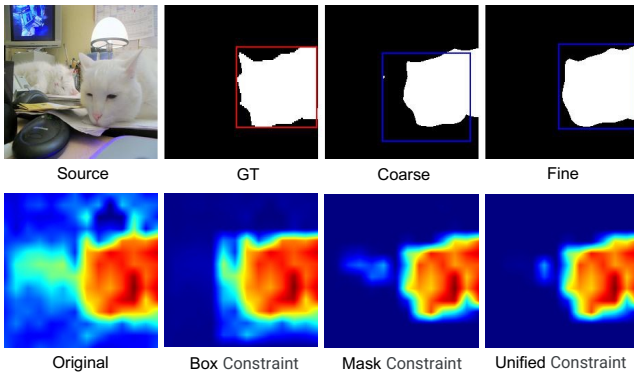 Source GT Coarse Fine
Original Box Constraint Mask Constraint Unified Constraint